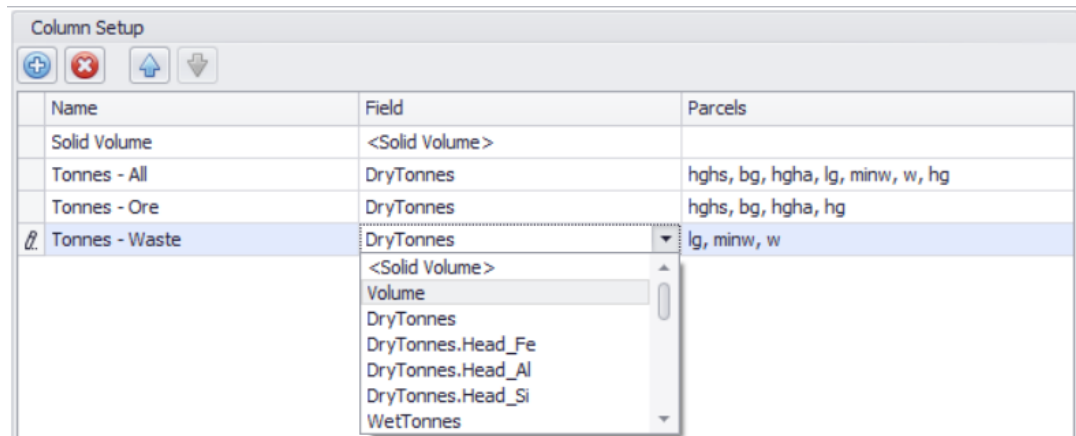 Column Setup
Name Field Parcels
Solid Volume <Solid Volume>
Tonnes - All DryTonnes hghs, bg, hgha, lg, minw, w, hg
Tonnes - Ore DryTonnes hghs, bg, hgha, hg
Tonnes - Waste DryTonnes lg, minw, w
<Solid Volume>
Volume
DryTonnes
DryTonnes.Head_Fe
DryTonnes.Head_Al
DryTonnes.Head_Si
WetTonnes